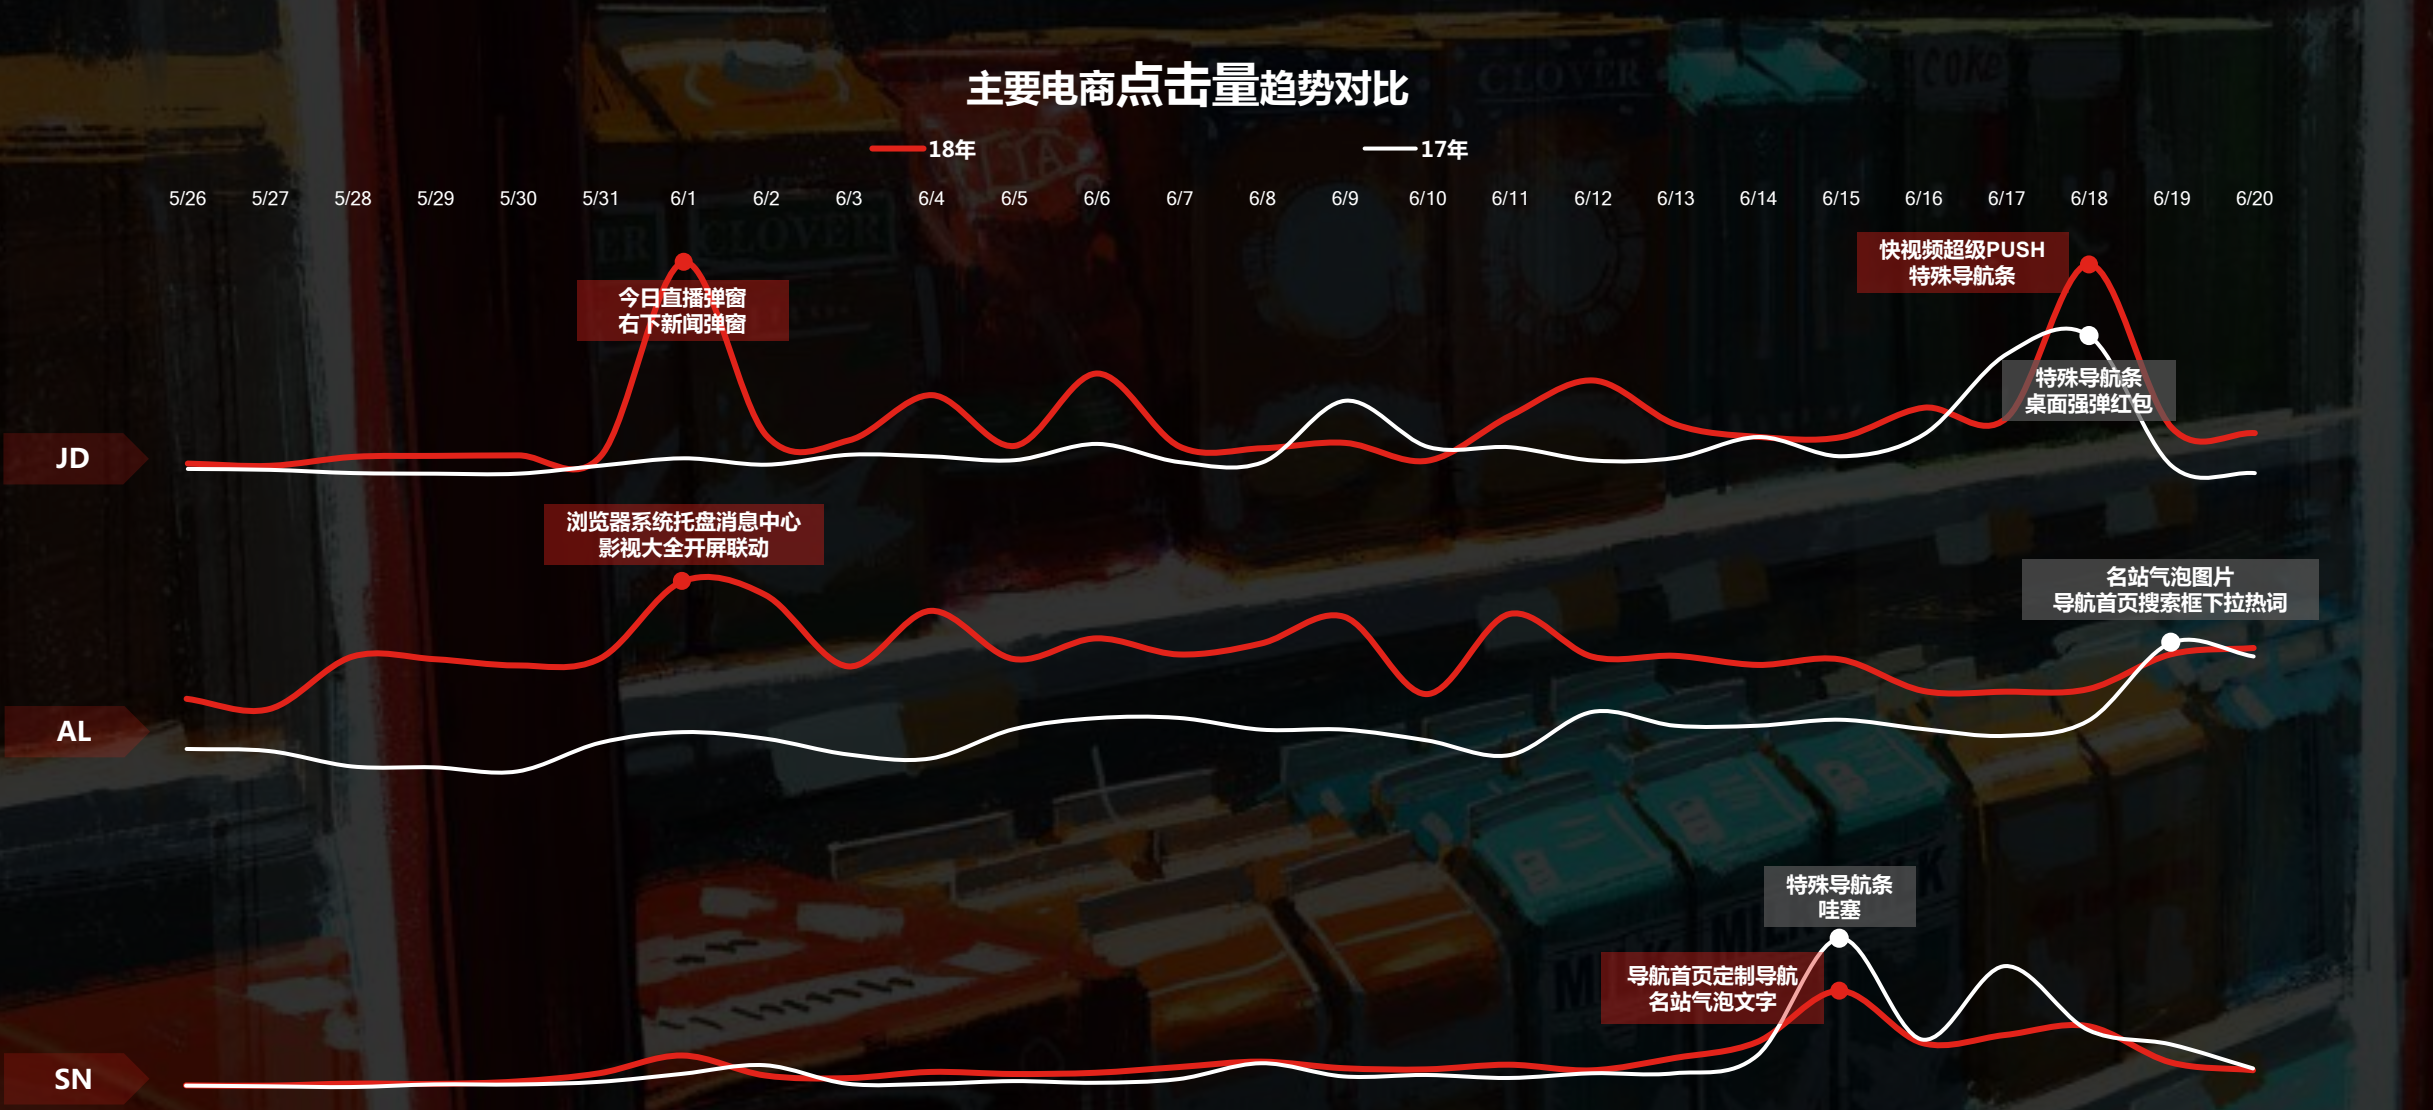 主要电商点击量趋势对比
18年
17年
5/26 5/27 5/28 5/29 5/30 5/31 6/1 6/2 6/3 6/4 6/5 6/6 6/7 6/8 6/9 6/10 6/11 6/12 6/13 6/14 6/15 6/16 6/17 6/18 6/19 6/20
快视频超级PUSH
特殊导航条
今日直播弹窗
右下新闻弹窗
特殊导航条
桌面强弹红包
JD
浏览器系统托盘消息中心
影视大全开屏联动
名站气泡图片
导航首页搜索框下拉热词
AL
特殊导航条
哇塞
导航首页定制导航
名站气泡文字
SN
CLOVER
CLOVER